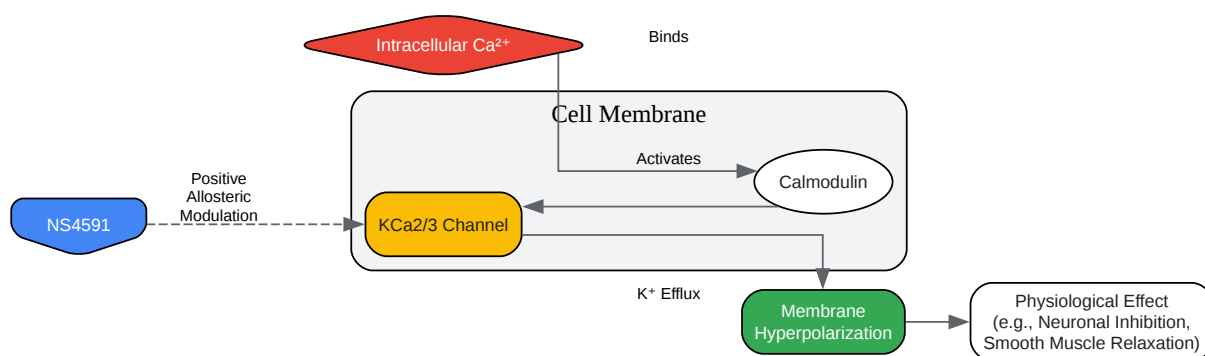 Intracellular Ca²⁺
Binds
Cell Membrane
Activates
Calmodulin
Positive
Allosteric
Modulation
NS4591
KCa2/3 Channel
K⁺ Efflux
Membrane
Hyperpolarization
Physiological Effect
(e.g., Neuronal Inhibition,
Smooth Muscle Relaxation)